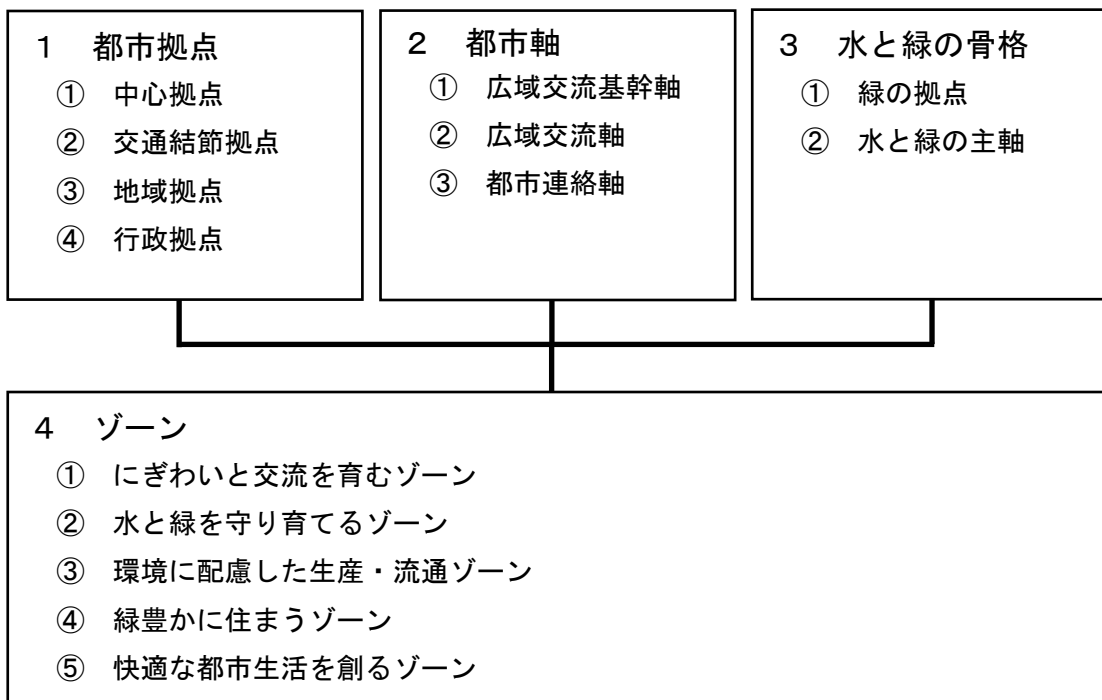 １　都市拠点
①　中心拠点
②　交通結節拠点
③　地域拠点
④　行政拠点
２　都市軸
①　広域交流基幹軸
②　広域交流軸
③　都市連絡軸
３　水と緑の骨格
①　緑の拠点
②　水と緑の主軸
４　ゾーン
①　にぎわいと交流を育むゾーン
②　水と緑を守り育てるゾーン
③　環境に配慮した生産・流通ゾーン
④　緑豊かに住まうゾーン
⑤　快適な都市生活を創るゾーン